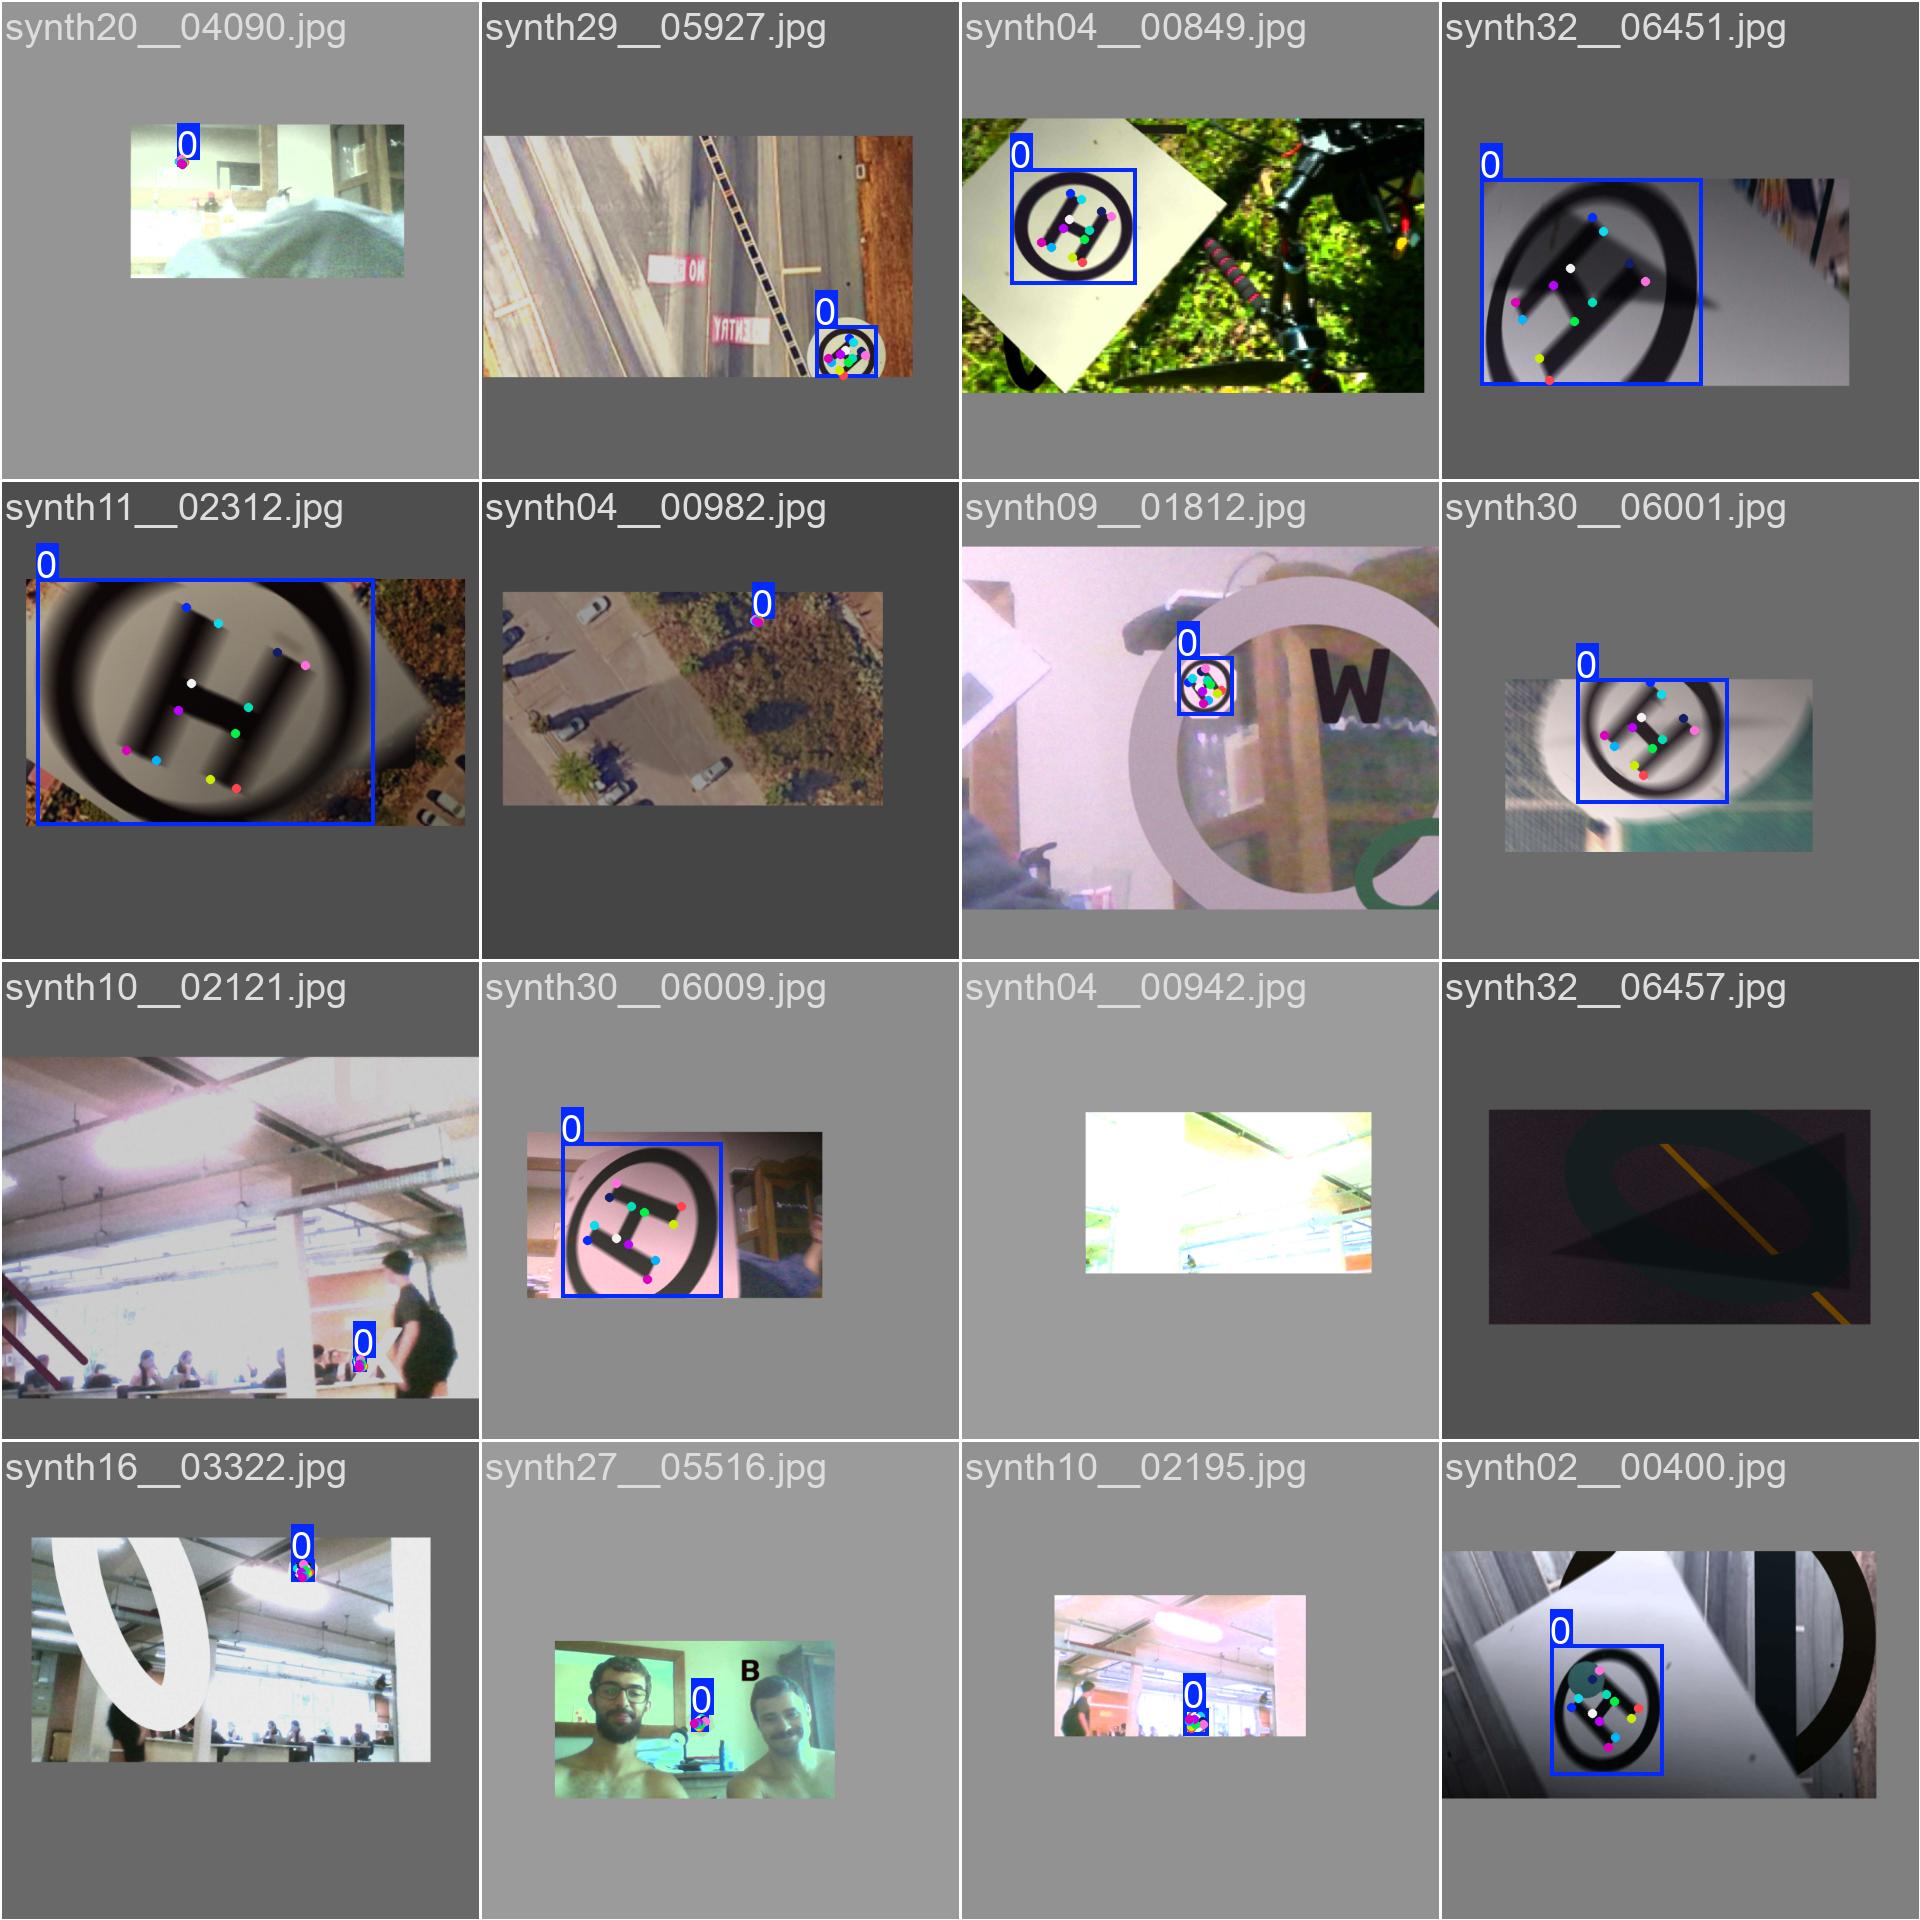 synth20__04090.jpg
synth29__05927.jpg
synth04__00849.jpg
synth32__06451.jpg
0
0
0
0
NO
ENTRY
H
H
H
synth11__02312.jpg
synth04__00982.jpg
synth09__01812.jpg
synth30__06001.jpg
0
0
0
0
H
W
H
H
synth10__02121.jpg
synth30__06009.jpg
synth04__00942.jpg
synth32__06457.jpg
0
0
H
synth16__03322.jpg
synth27__05516.jpg
synth10__02195.jpg
synth02__00400.jpg
0
0
0
0
B
H